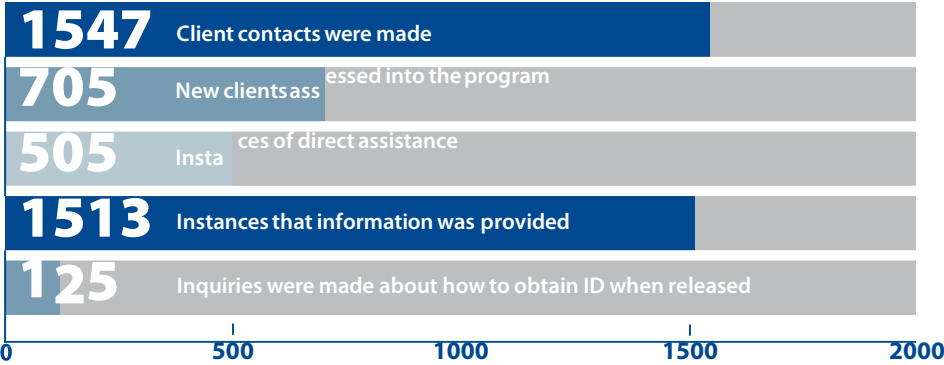 1547 Client contacts were made
705 New clients assessed into the program
505 Insta ces of direct assistance
1513 Instances that information was provided
125 Inquiries were made about how to obtain ID when released
0 500 1000 1500 2000